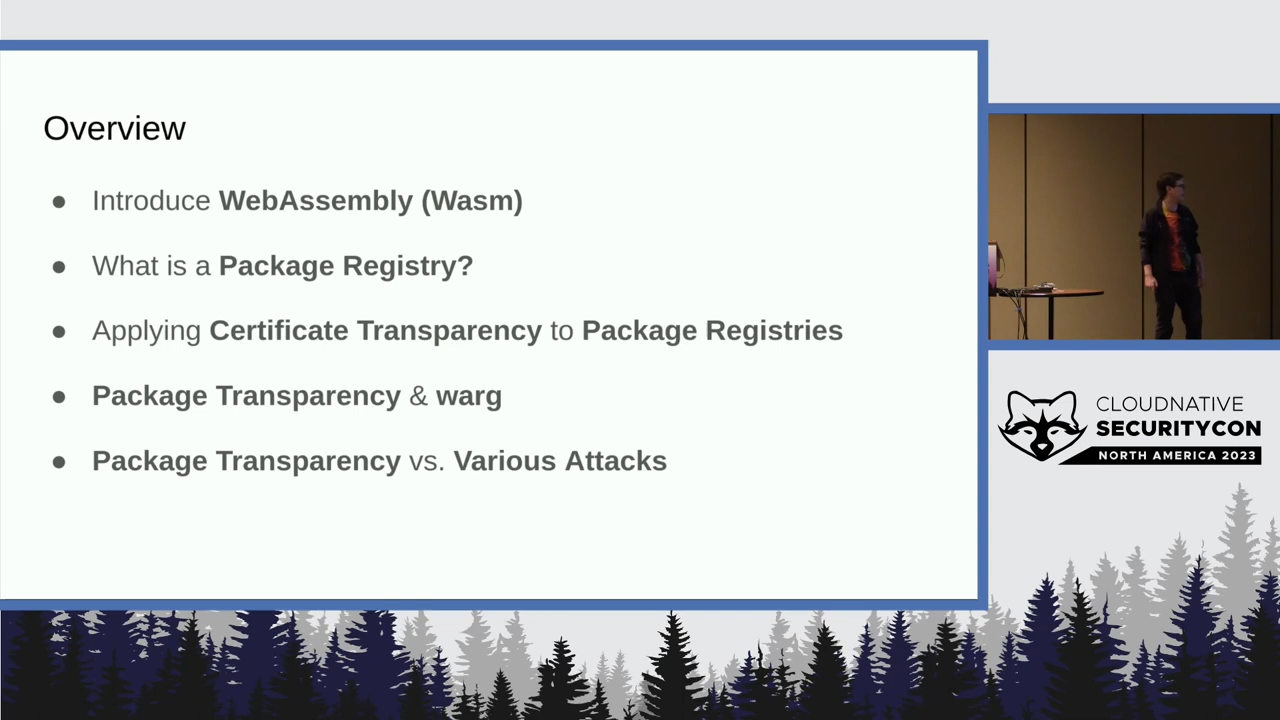 Overview
● Introduce WebAssembly (Wasm)
● What is a Package Registry?
● Applying Certificate Transparency to Package Registries
● Package Transparency & warg
● Package Transparency vs. Various Attacks
CLOUDNATIVE
SECURITYCON
NORTH AMERICA 2023